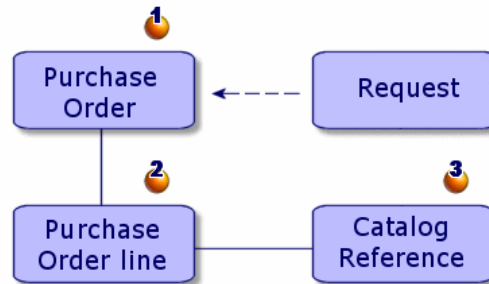 1
Purchase
Order
Request
2
3
Purchase
Order line
Catalog
Reference